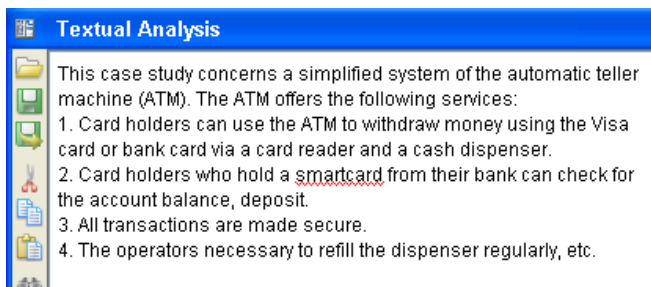 Textual Analysis
This case study concerns a simplified system of the automatic teller
machine (ATM). The ATM offers the following services:
1. Card holders can use the ATM to withdraw money using the Visa
card or bank card via a card reader and a cash dispenser.
2. Card holders who hold a smartcard from their bank can check for
the account balance, deposit.
3. All transactions are made secure.
4. The operators necessary to refill the dispenser regularly, etc.